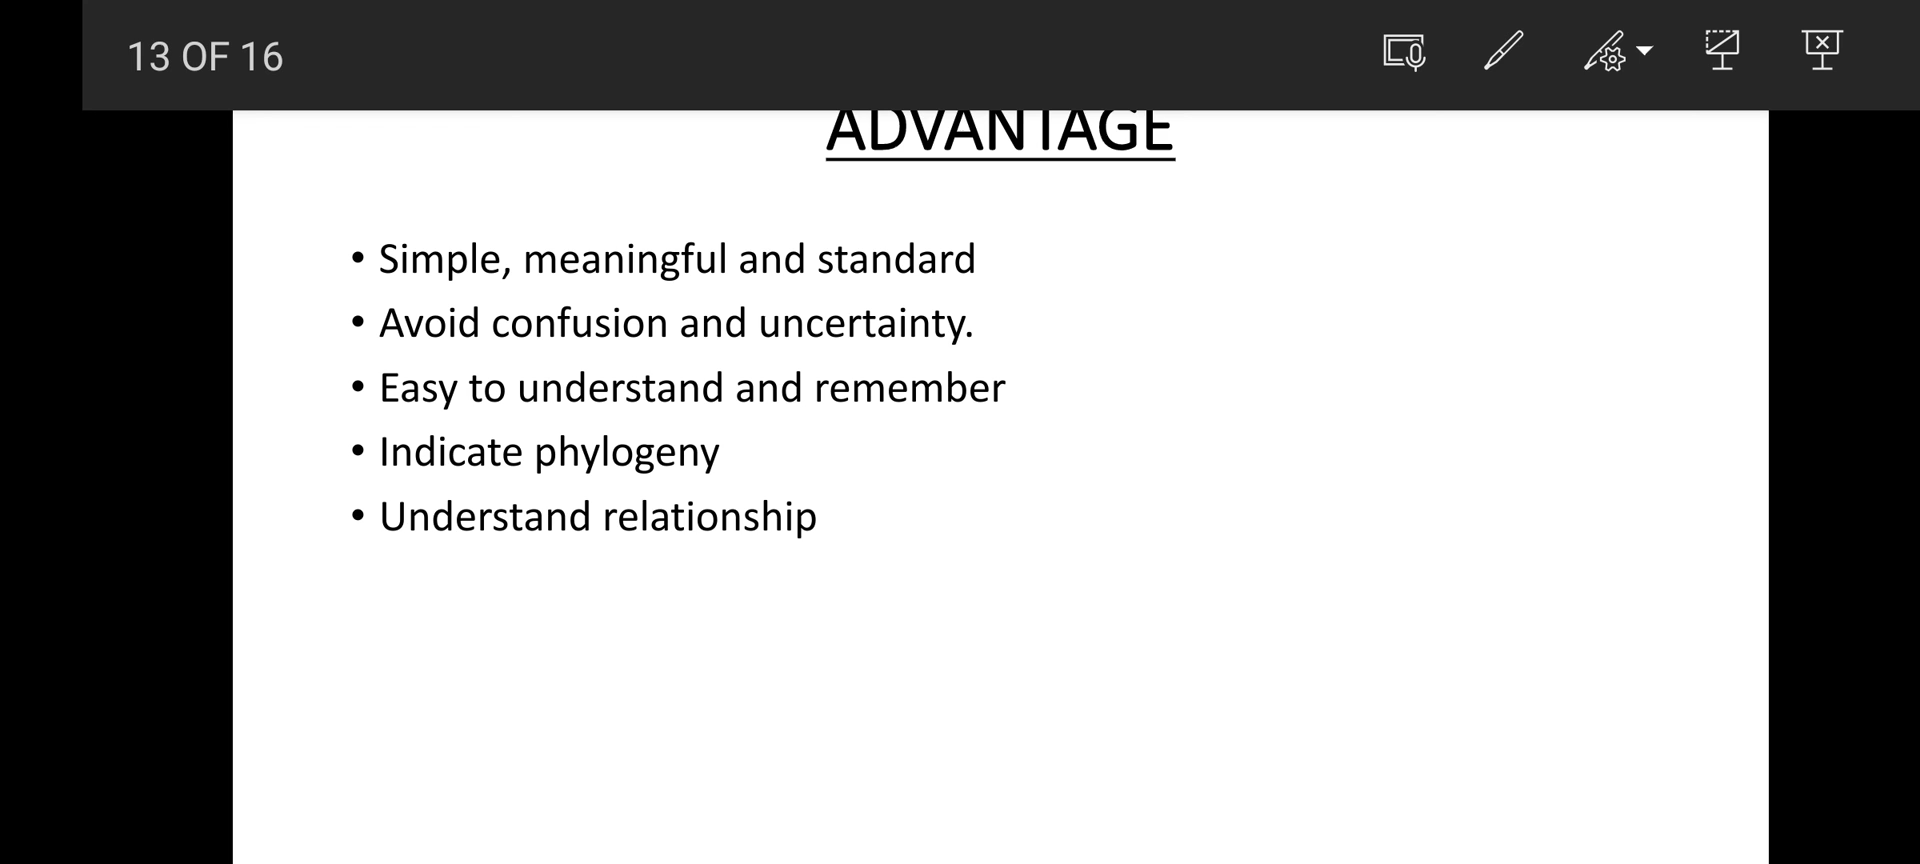 13 OF 16
ADVANTAGE
• Simple, meaningful and standard
• Avoid confusion and uncertainty.
• Easy to understand and remember
• Indicate phylogeny
• Understand relationship